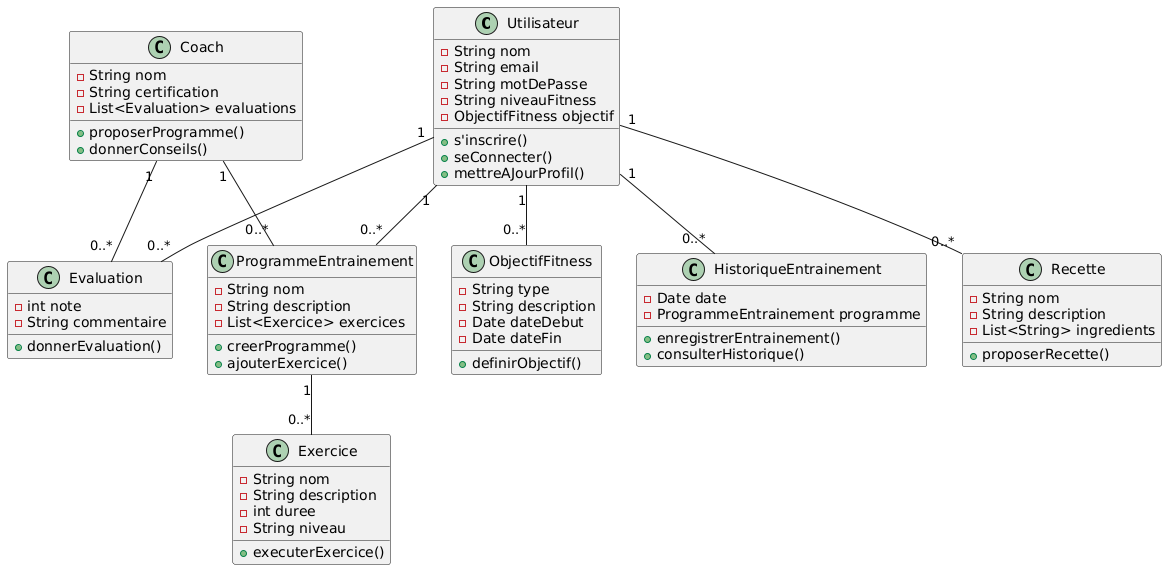 C Utilisateur
String nom
String email
String motDePasse
String niveauFitness
ObjectifFitness objectif
s'inscrire()
seConnecter()
mettreAJourProfil()
C Coach
String nom
String certification
List<Evaluation> evaluations
proposerProgramme()
donnerConseils()
1
1
1
1
1
1
1
0..*
0..*
0..*
0..*
0..*
0..*
0..*
C Evaluation
int note
String commentaire
donnerEvaluation()
C ProgrammeEntrainement
String nom
String description
List<Exercice> exercices
creerProgramme()
ajouterExercice()
C ObjectifFitness
String type
String description
Date dateDebut
Date dateFin
definirObjectif()
C HistoriqueEntrainement
Date date
ProgrammeEntrainement programme
enregistrerEntrainement()
consulterHistorique()
C Recette
String nom
String description
List<String> ingredients
proposerRecette()
1
0..*
C Exercice
String nom
String description
int duree
String niveau
executerExercice()